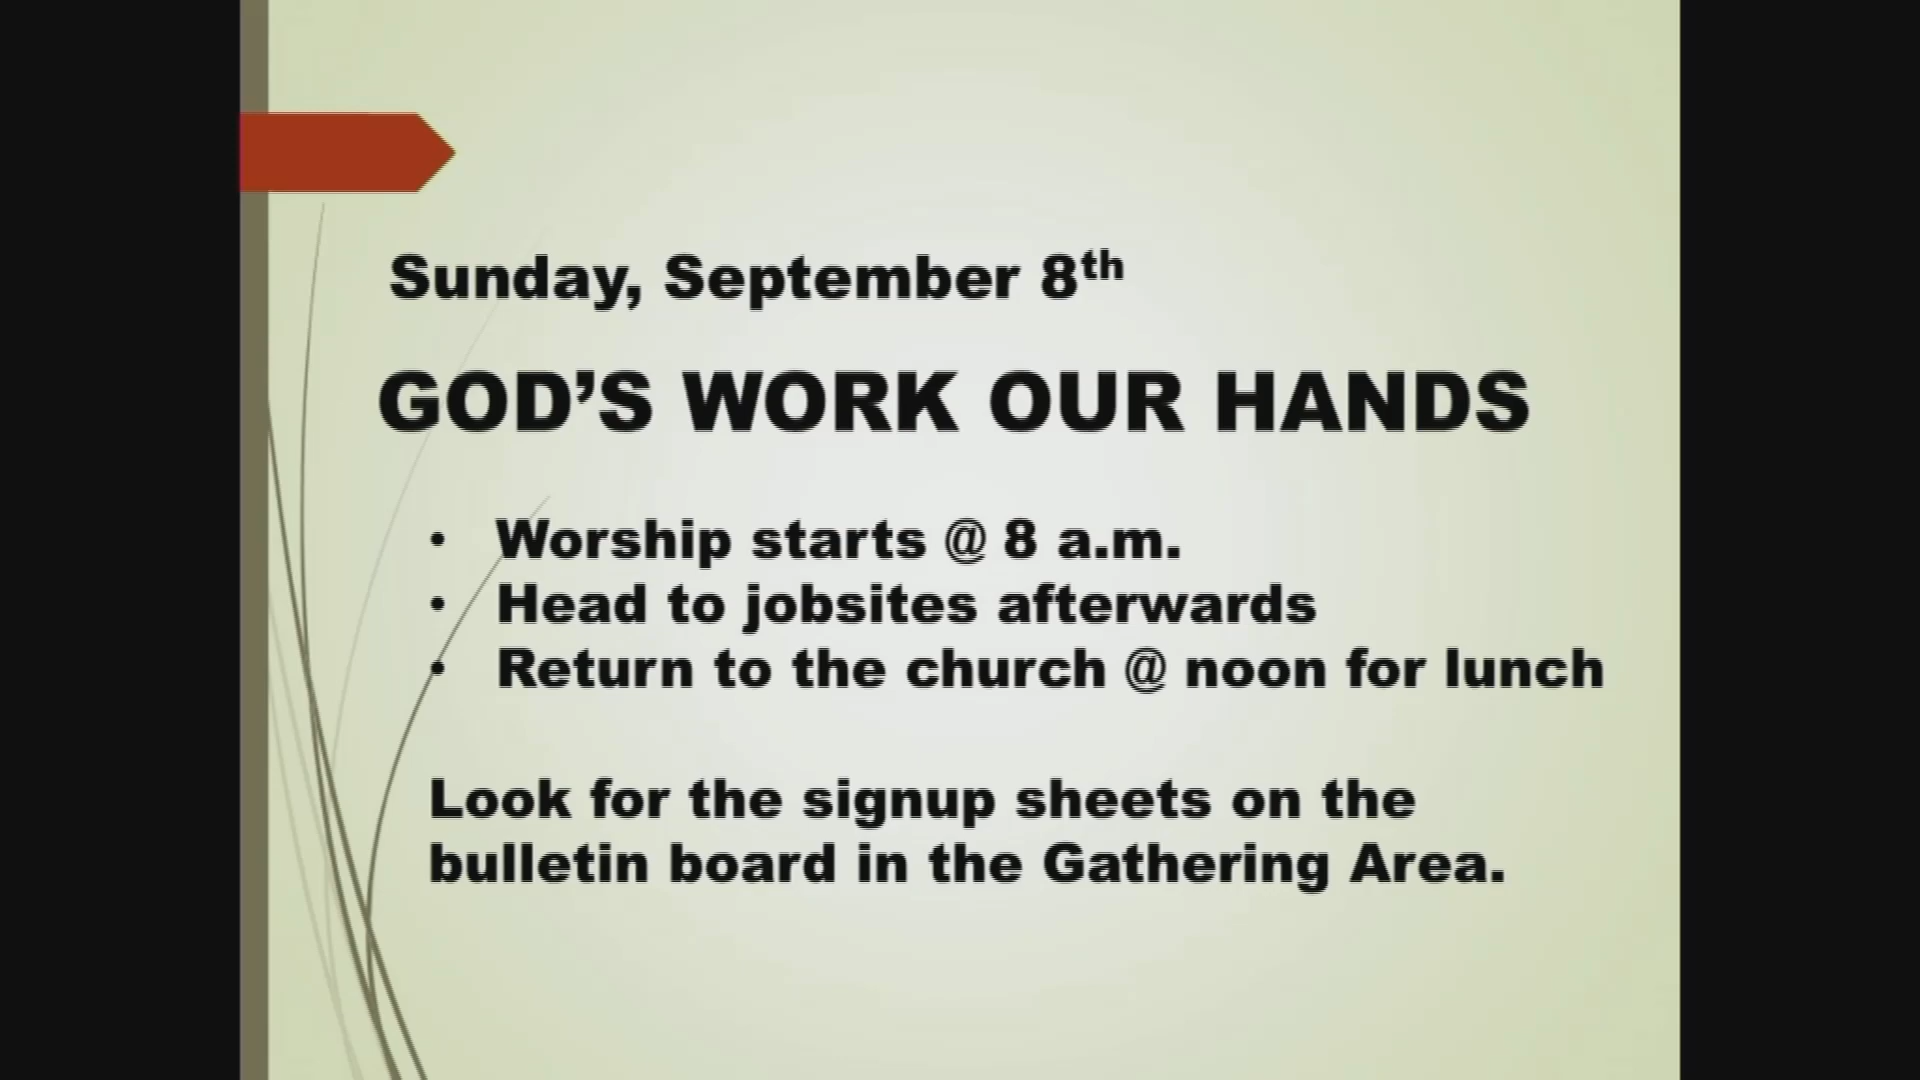 Sunday, September 8th
GOD’S WORK OUR HANDS
• Worship starts @ 8 a.m.
• Head to jobsites afterwards
• Return to the church @ noon for lunch
Look for the signup sheets on the
bulletin board in the Gathering Area.